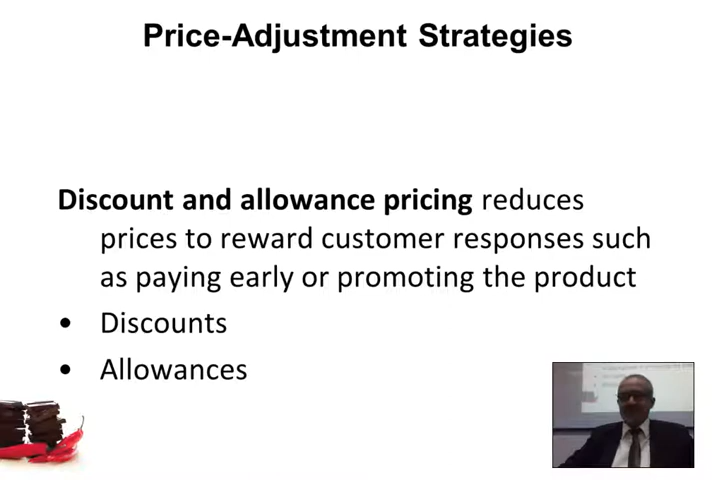 Price-Adjustment Strategies
Discount and allowance pricing reduces
prices to reward customer responses such
as paying early or promoting the product
• Discounts
• Allowances